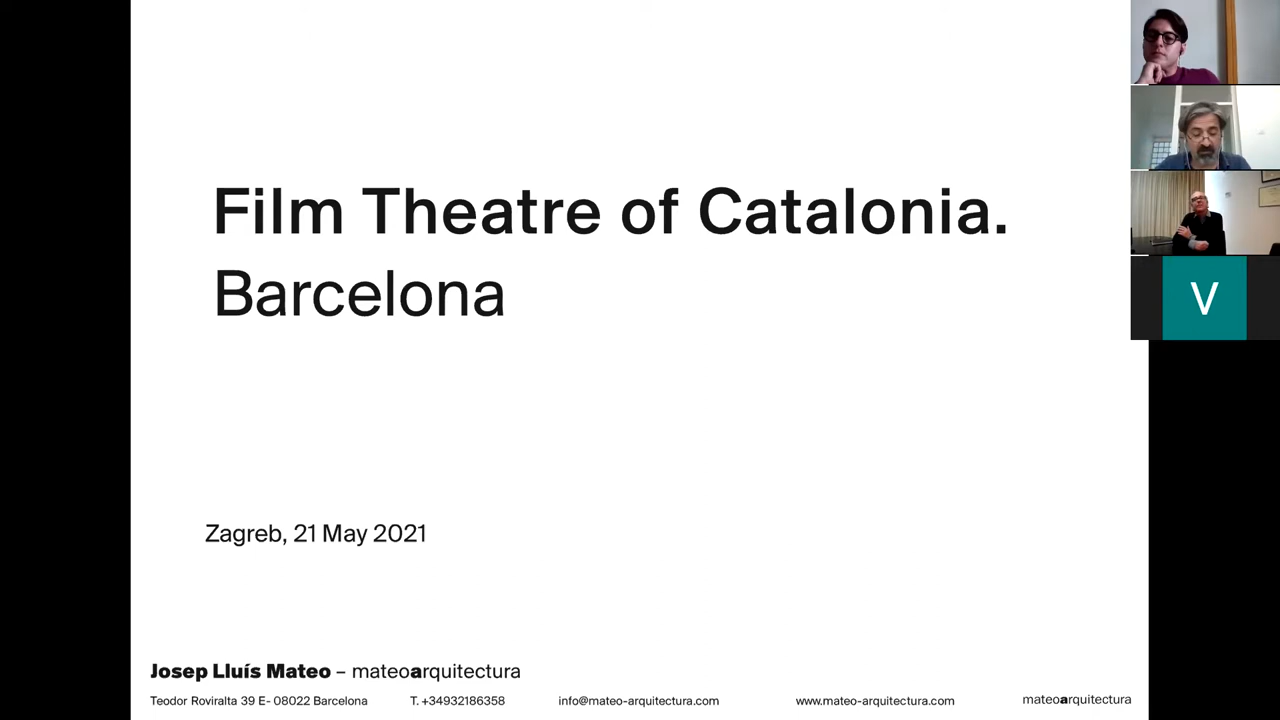 Film Theatre of Catalonia.
Barcelona
V
Zagreb, 21 May 2021
Josep Lluís Mateo – mateoarquitectura
Teodor Roviralta 39 E- 08022 Barcelona T. +34932186358 info@mateo-arquitectura.com www.mateo-arquitectura.com mateoarquitectura